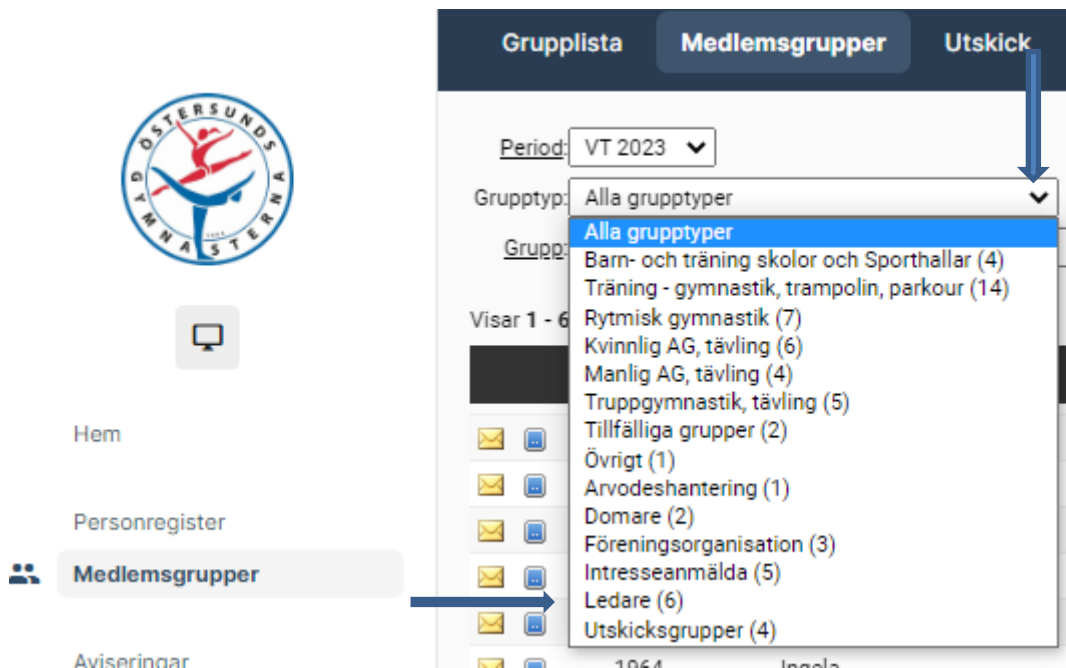 Grupplista Medlemsgrupper Utskick
ÖSTERSUNDS
GYMNASTERNA
Period: VT 2023
Grupptyp: Alla grupptyper
Grupp:
Alla grupptyper
Barn- och träning skolor och Sporthallar (4)
Träning - gymnastik, trampolin, parkour (14)
Rytmisk gymnastik (7)
Kvinnlig AG, tävling (6)
Manlig AG, tävling (4)
Truppgymnastik, tävling (5)
Tillfälliga grupper (2)
Övrigt (1)
Arvodeshantering (1)
Domare (2)
Föreningsorganisation (3)
Intresseanmälda (5)
Ledare (6)
Utskicksgrupper (4)
Visar 1 - 6
Hem
Personregister
Medlemsgrupper
Aviseringar
1964 Ingela